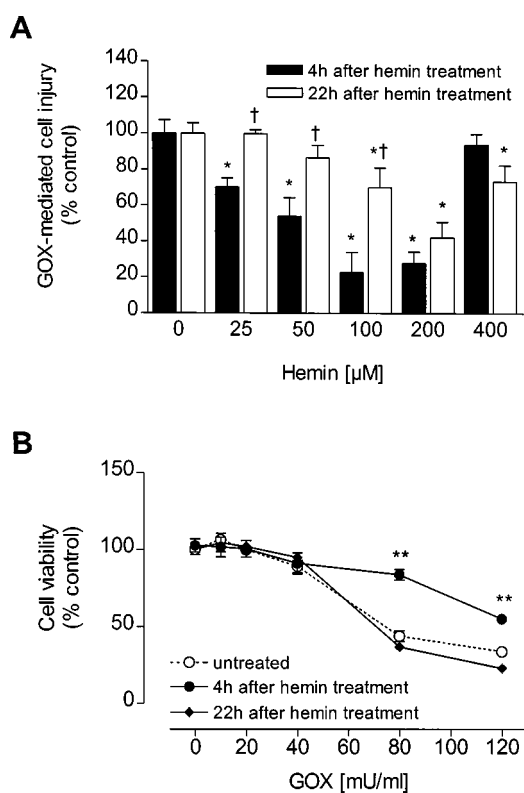 A
GOX-mediated cell injury
(% control)
140
120
100
80
60
40
20
0
4h after hemin treatment
22h after hemin treatment
*
†
*
†
*
*†
*
*
*
0
25
50
100
200
400
Hemin [µM]
B
Cell viability
(% control)
150
100
50
0
**
**
untreated
4h after hemin treatment
22h after hemin treatment
0
20
40
60
80
100
120
GOX [mU/ml]